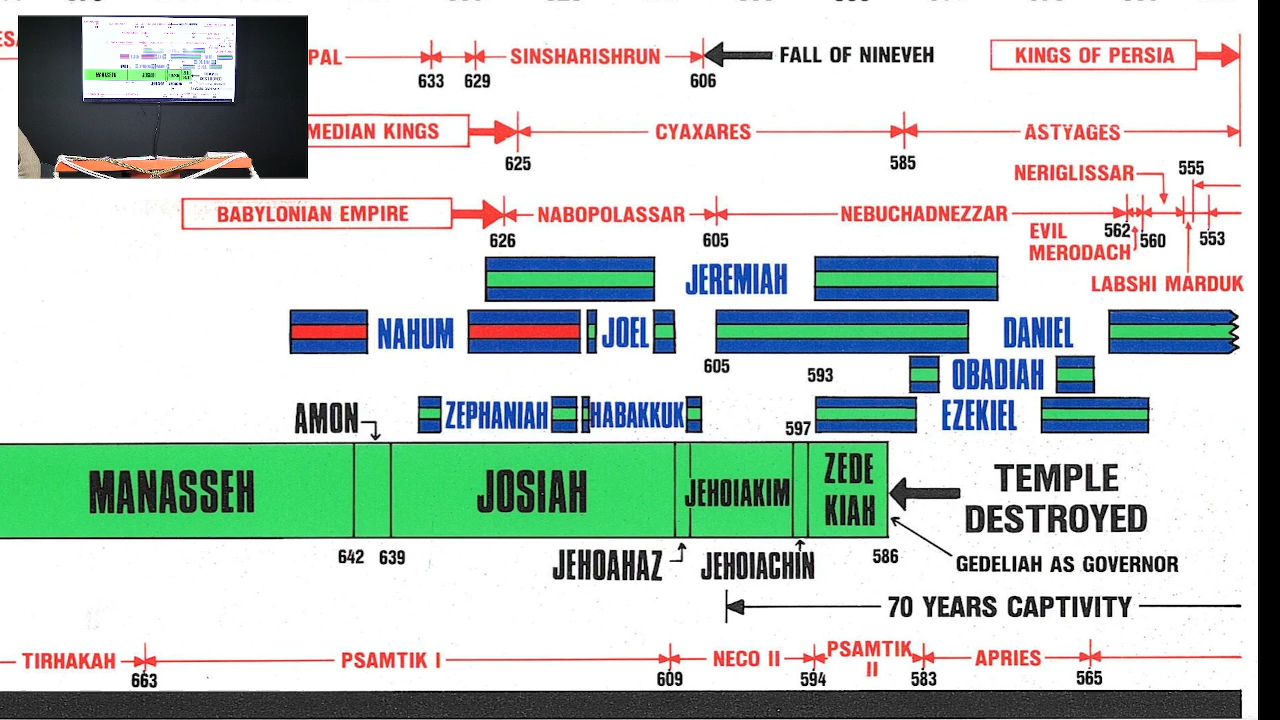 PAL
633
629
SINSHARISHRUN
606
FALL OF NINEVEH
KINGS OF PERSIA
MEDIAN KINGS
625
CYAXARES
585
ASTYAGES
NERIGLISSAR
555
BABYLONIAN EMPIRE
626
NABOPOLASSAR
605
NEBUCHADNEZZAR
562
EVIL
MERODACH
560
553
LABSHI MARDUK
JEREMIAH
NAHUM
JOEL
DANIEL
605
593
OBADIAH
AMON
ZEPHANIAH
HABAKKUK
597
EZEKIEL
MANASSEH
JOSIAH
JEHOIAKIM
ZEDE
KIAH
TEMPLE
DESTROYED
642
639
JEHOAHAZ
JEHOIACHIN
586
GEDELIAH AS GOVERNOR
70 YEARS CAPTIVITY
TIRHAKAH
663
PSAMTIK I
609
NECO II
594
PSAMTIK
II
583
APRIES
565